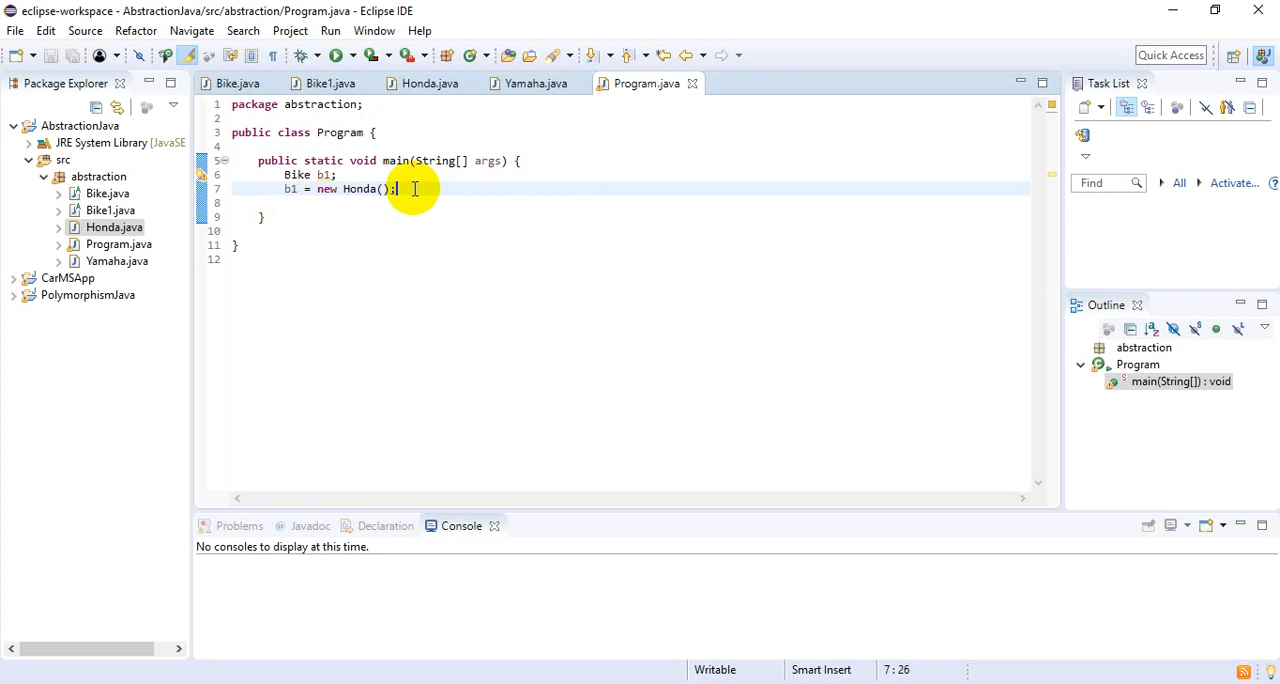 eclipse-workspace - AbstractionJava/src/abstraction/Program.java - Eclipse IDE
File Edit Source Refactor Navigate Search Project Run Window Help
Quick Access
Package Explorer
Bike.java Bike1.java Honda.java Yamaha.java Program.java
Task List
AbstractionJava
JRE System Library [JavaSE
src
abstraction
Bike.java
Bike1.java
Honda.java
Program.java
Yamaha.java
CarMSApp
PolymorphismJava
1 package abstraction;
2
3 public class Program {
4
5 public static void main(String[] args) {
6 Bike b1;
7 b1 = new Honda();
8
9 }
10
11 }
12
Find All Activate...
Outline
abstraction
Program
main(String[]) : void
Problems @ Javadoc Declaration Console
No consoles to display at this time.
Writable Smart Insert 7 : 26